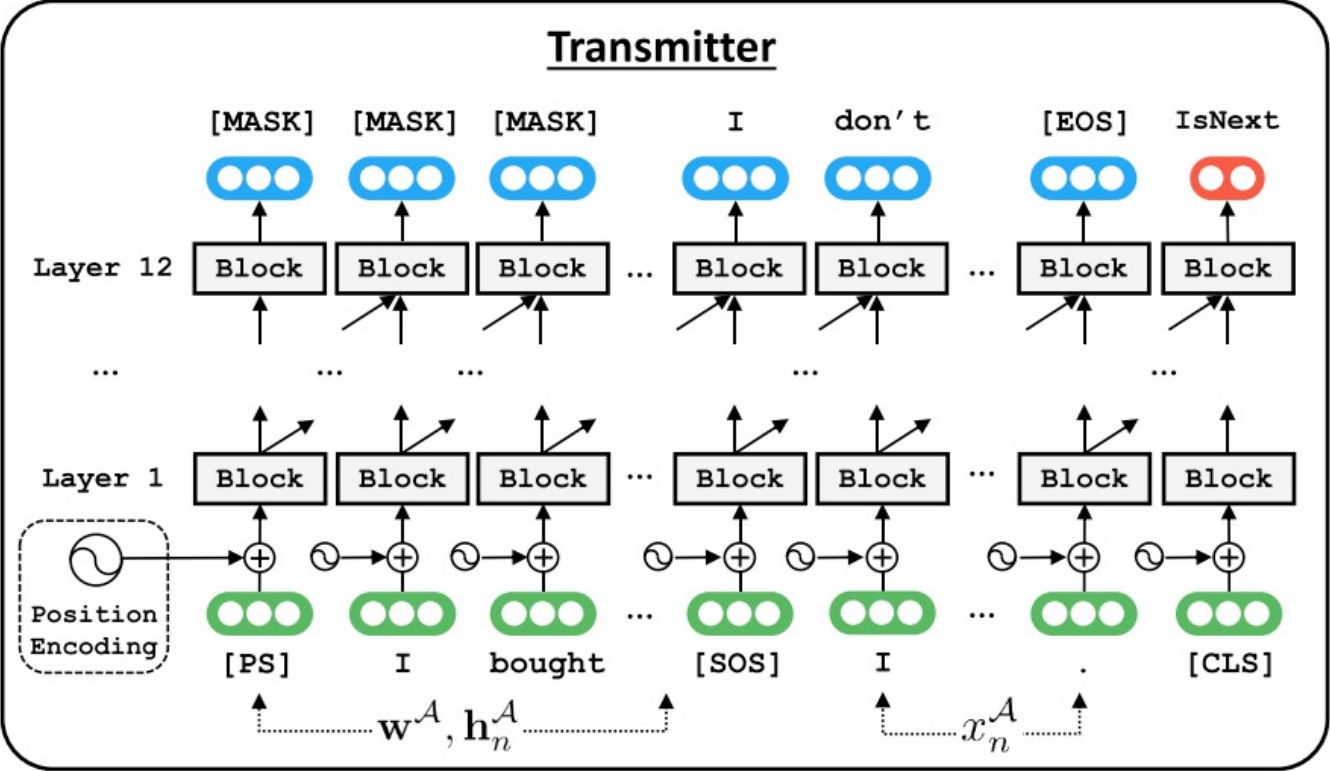 Transmitter
[MASK] [MASK] [MASK] I don't [EOS] IsNext
Layer 12 Block Block Block ... Block Block ... Block Block
... ... ... ... ...
Layer 1 Block Block Block ... Block Block ... Block Block
Position
Encoding
... ...
[PS] I bought [SOS] I . [CLS]
w^A, h_n^A x_n^A